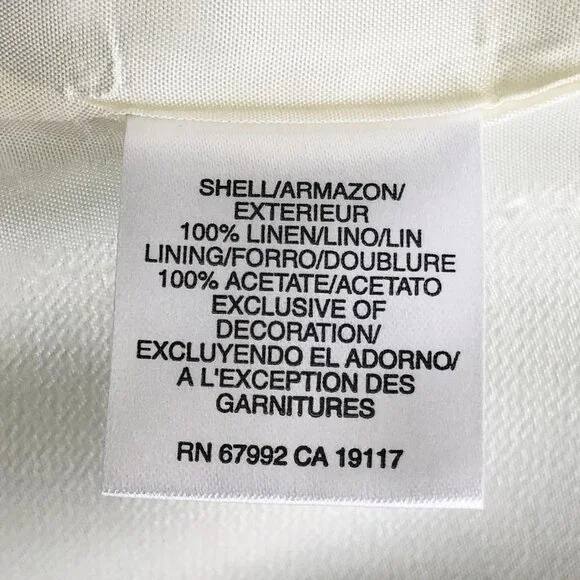 SHELL/ARMAZON/
EXTERIEUR
100% LINEN/LINO/LIN
LINING/FORRO/DOUBLURE
100% ACETATE/ACETATO
EXCLUSIVE OF
DECORATION/
EXCLUYENDO EL ADORNO/
A L'EXCEPTION DES
GARNITURES
RN 67992 CA 19117